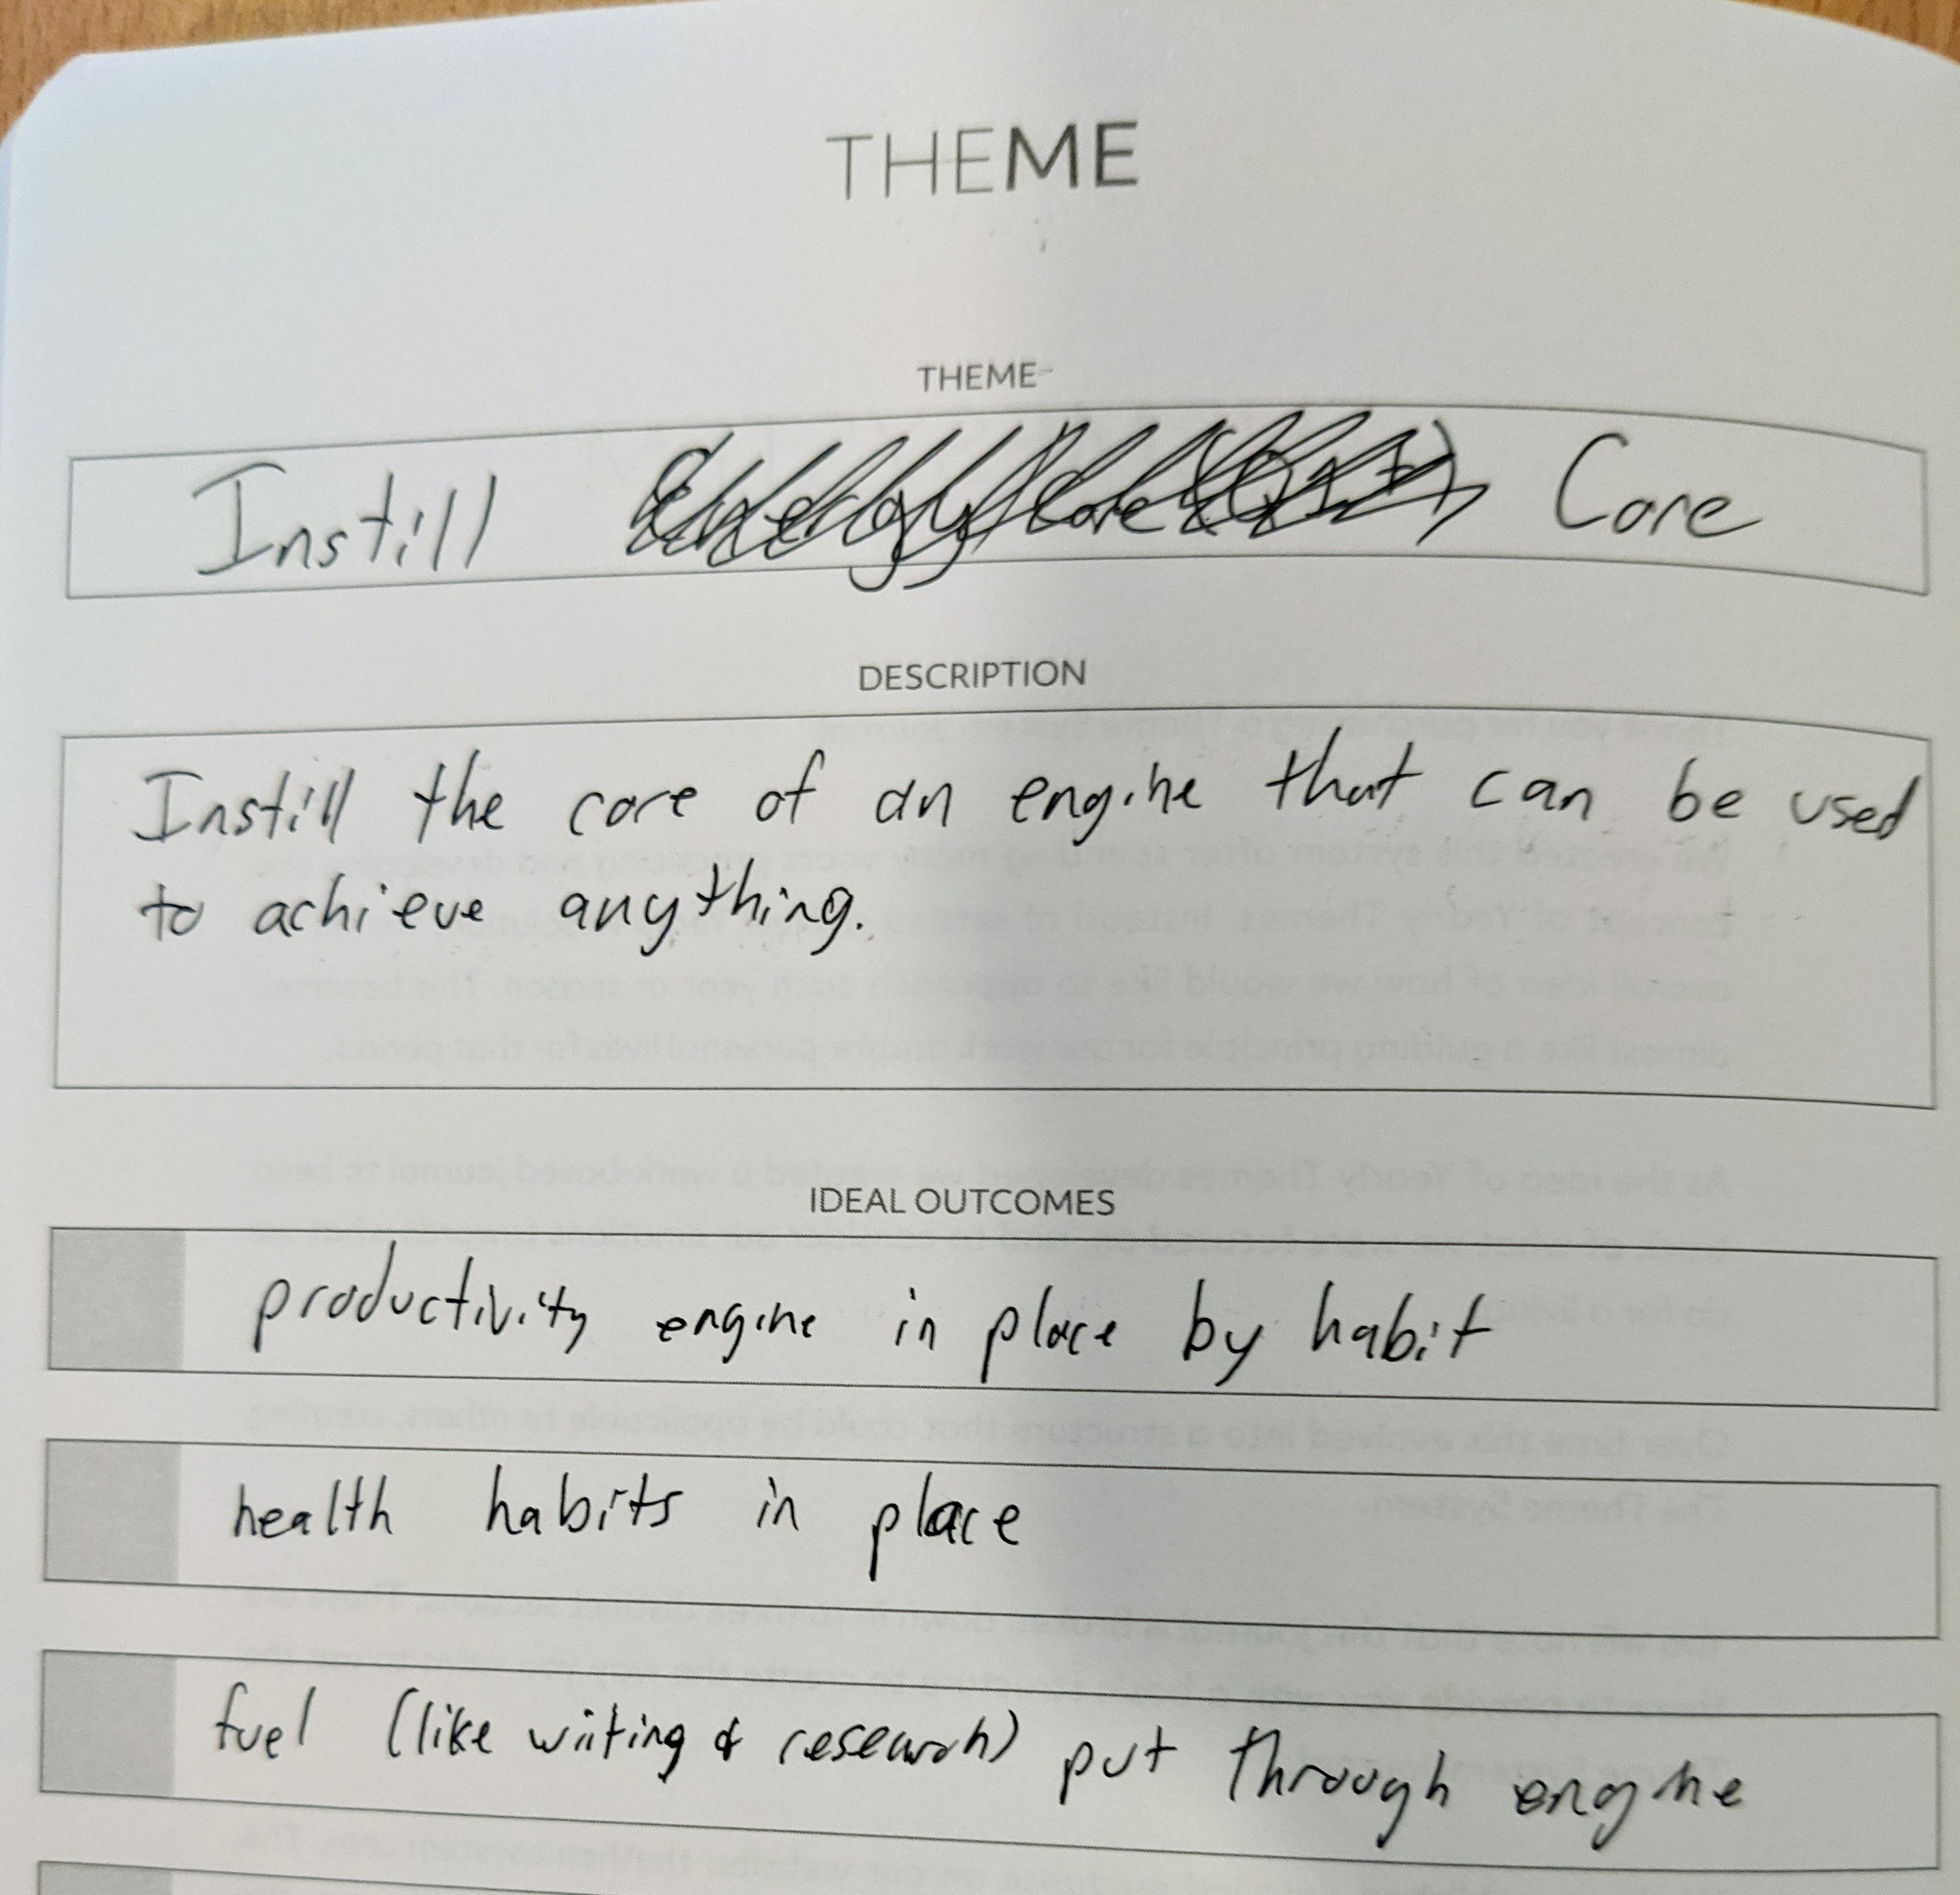 THEME
THEME
Instill Core
DESCRIPTION
Instill the core of an engine that can be used
to achieve anything.
IDEAL OUTCOMES
productivity engine in place by habit
health habits in place
fuel (like writing & research) put through engine